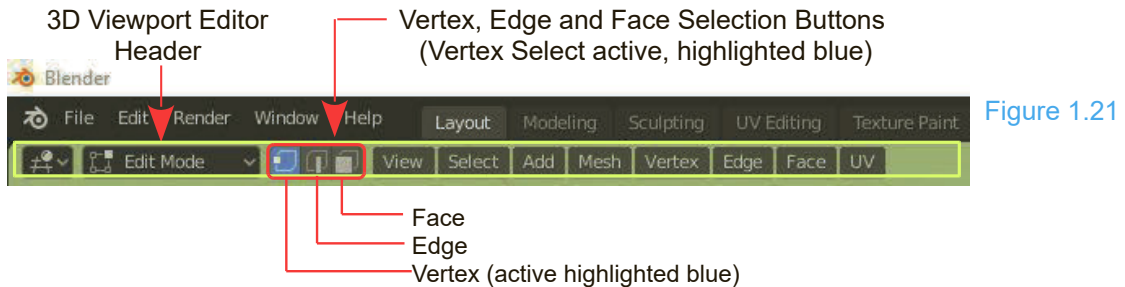 3D Viewport Editor
Header
Vertex, Edge and Face Selection Buttons
(Vertex Select active, highlighted blue)
Blender
File Edit Render Window Help Layout Modeling Sculpting UV Editing Texture Paint
Figure 1.21
Edit Mode View Select Add Mesh Vertex Edge Face UV
Face
Edge
Vertex (active highlighted blue)